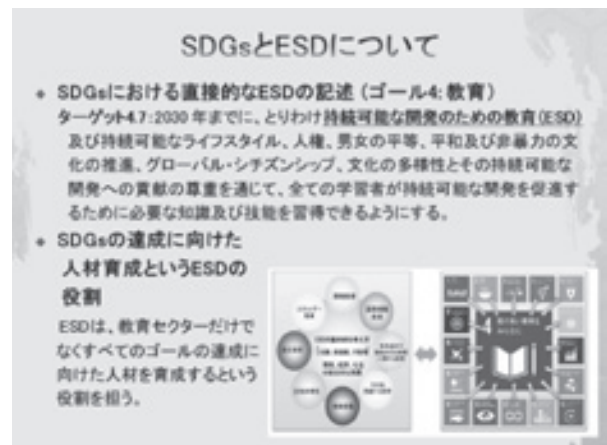 SDGsとESDについて
SDGsにおける直接的なESDの記述（ゴール4: 教育）
ターゲット4.7:2030 年までに、とりわけ持続可能な開発のための教育(ESD)
及び持続可能なライフスタイル、人権、男女の平等、平和及び非暴力の文
化の推進、グローバル・シチズンシップ、文化の多様性とその持続可能な
開発への貢献の尊重を通じて、全ての学習者が持続可能な開発を促進す
るために必要な知識及び技能を習得できるようにする。
SDGsの達成に向けた
人材育成というESDの
役割
ESDは、教育セクターだけで
なくすべてのゴールの達成に
向けた人材を育成するという
役割を担う。
4